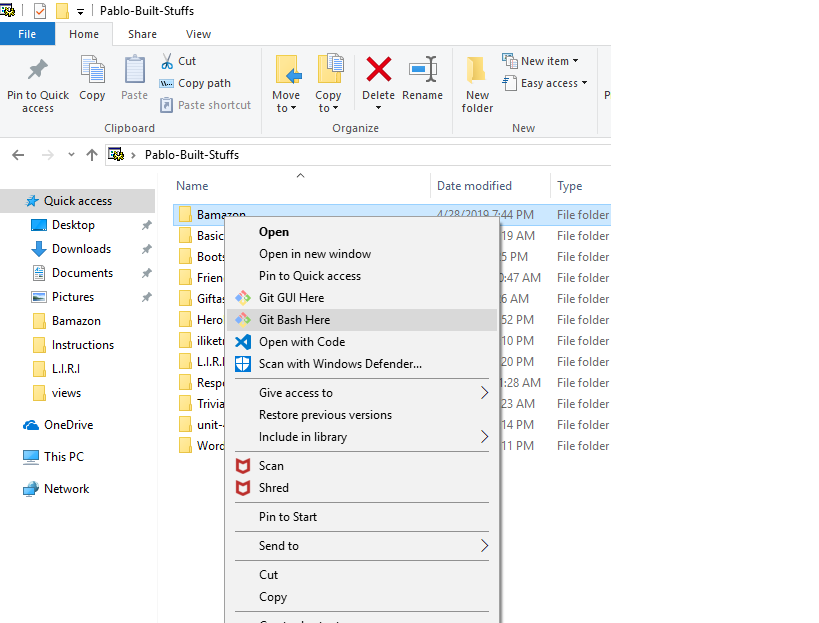 Pablo-Built-Stuffs
File Home Share View
Pin to Quick access
Copy
Paste
Cut
Copy path
Paste shortcut
Clipboard
Move to
Copy to
Delete
Rename
Organize
New folder
New item
Easy access
New
P
Pablo-Built-Stuffs
Name Date modified Type
Quick access
Desktop
Downloads
Documents
Pictures
Bamazon
Instructions
L.I.R.I
views
OneDrive
This PC
Network
Bamazon 4/28/2019 7:44 PM File folder
Basic 19 AM File folder
Boots 5 PM File folder
Frien 0:47 AM File folder
Giftas 6 AM File folder
Hero 52 PM File folder
iliket 10 PM File folder
L.I.R.I 20 PM File folder
Resp 1:28 AM File folder
Trivia 23 AM File folder
unit- 14 PM File folder
Word 11 PM File folder
Open
Open in new window
Pin to Quick access
Git GUI Here
Git Bash Here
Open with Code
Scan with Windows Defender...
Give access to
Restore previous versions
Include in library
Scan
Shred
Pin to Start
Send to
Cut
Copy